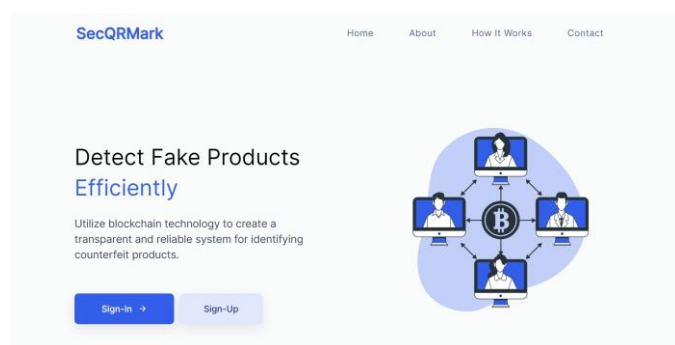 SecQRMark
Home About How It Works Contact
Detect Fake Products
Efficiently
Utilize blockchain technology to create a
transparent and reliable system for identifying
counterfeit products.
Sign-In →
Sign-Up